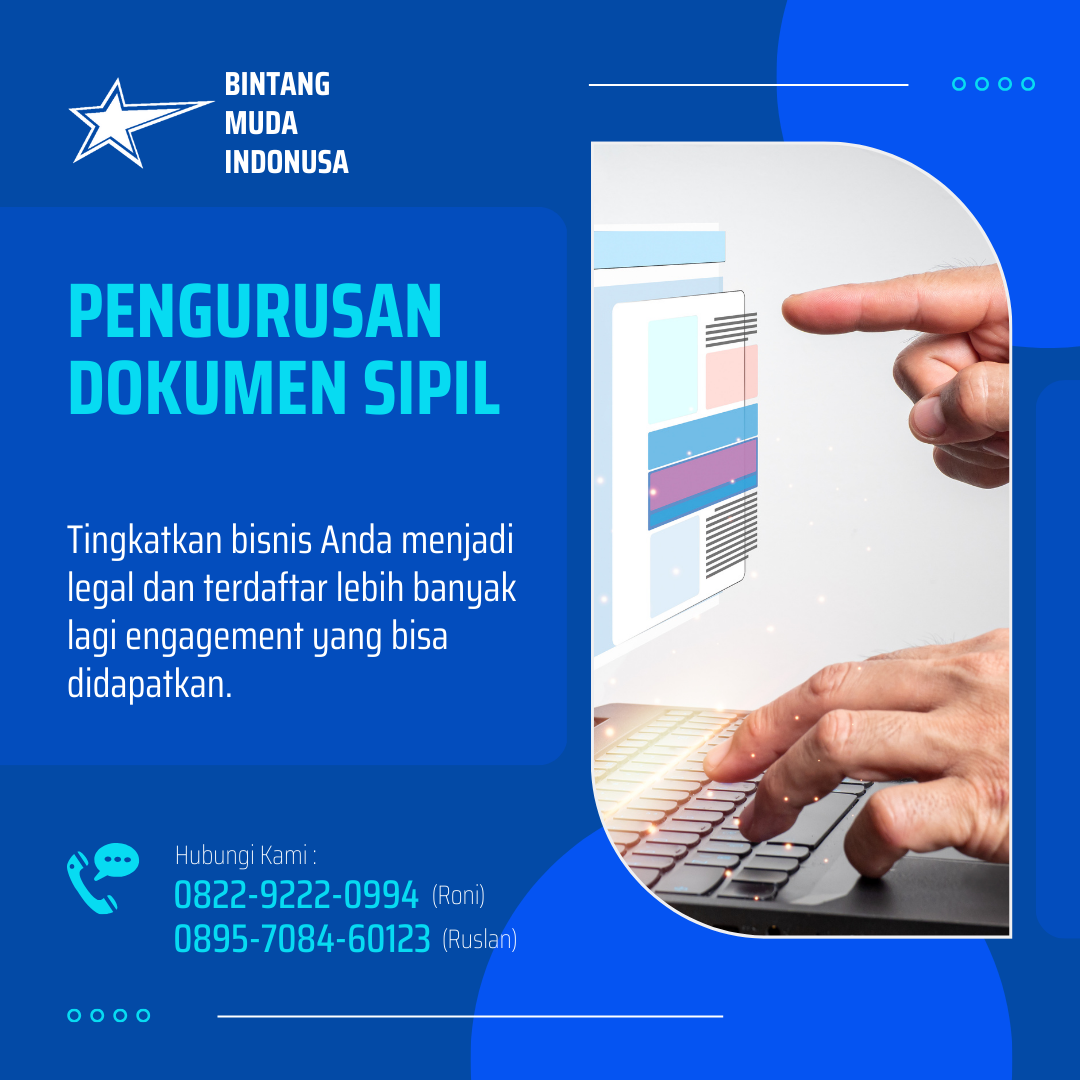 BINTANG
MUDA
INDONUSA
PENGURUSAN
DOKUMEN SIPIL
Tingkatkan bisnis Anda menjadi
legal dan terdaftar lebih banyak
lagi engagement yang bisa
didapatkan.
Hubungi Kami :
0822-9222-0994 (Roni)
0895-7084-60123 (Ruslan)